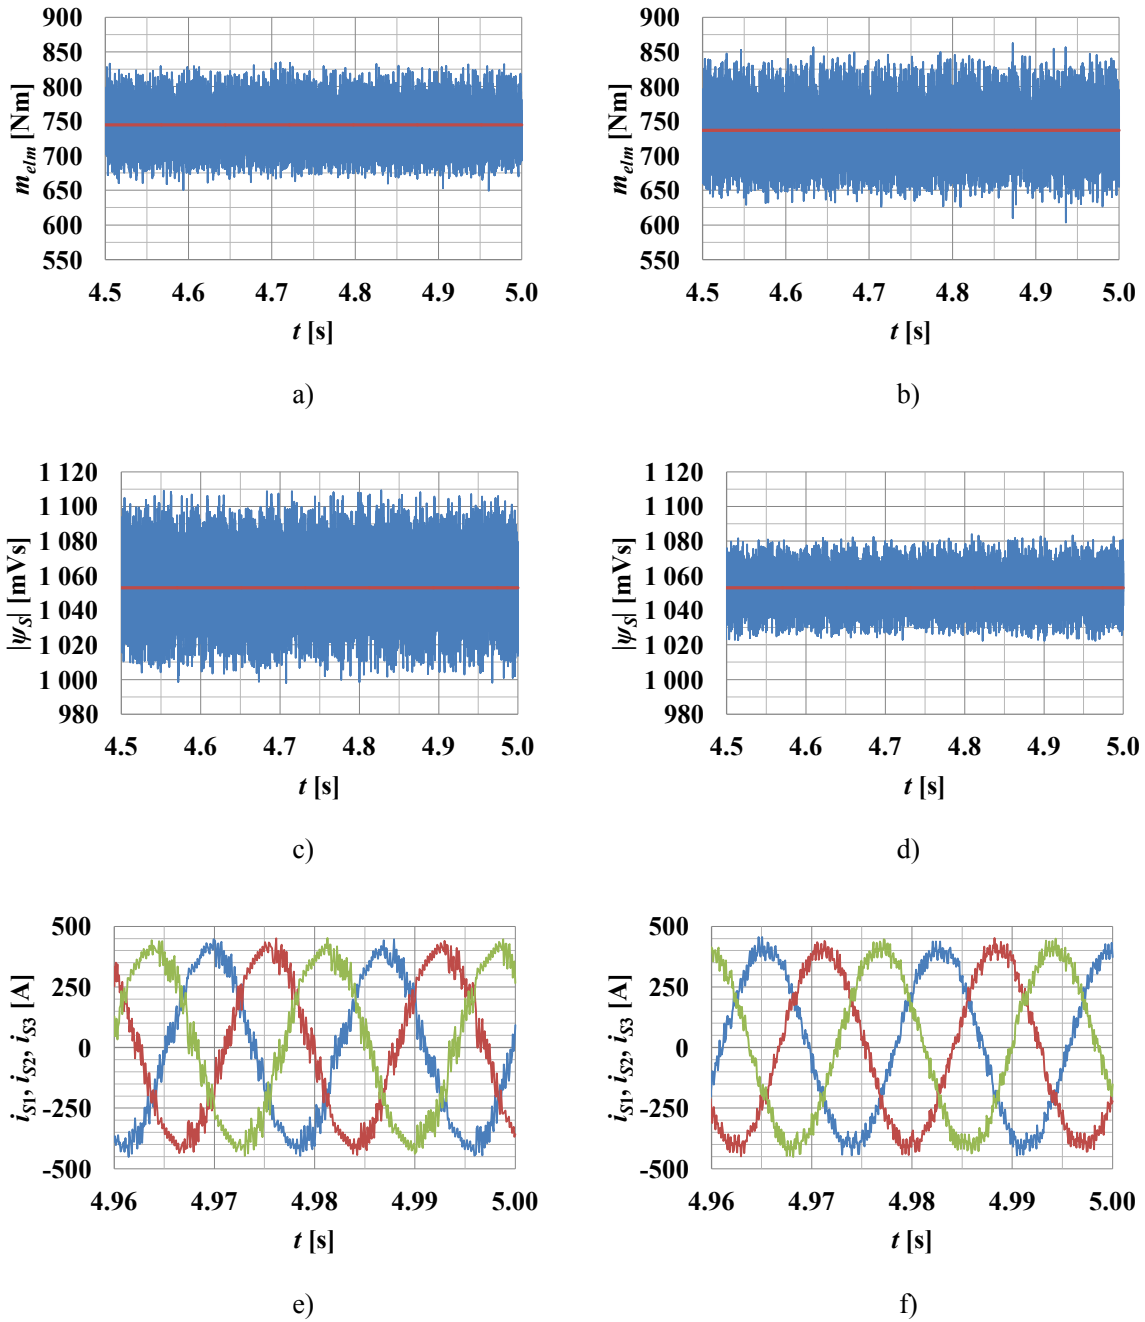 900
850
800
750
700
650
600
550
m_elm [Nm]
4.5 4.6 4.7 4.8 4.9 5.0
t [s]
a)
900
850
800
750
700
650
600
550
m_elm [Nm]
4.5 4.6 4.7 4.8 4.9 5.0
t [s]
b)
1 120
1 100
1 080
1 060
1 040
1 020
1 000
980
|ψ_S| [mVs]
4.5 4.6 4.7 4.8 4.9 5.0
t [s]
c)
1 120
1 100
1 080
1 060
1 040
1 020
1 000
980
|ψ_S| [mVs]
4.5 4.6 4.7 4.8 4.9 5.0
t [s]
d)
500
250
0
-250
-500
i_S1, i_S2, i_S3 [A]
4.96 4.97 4.98 4.99 5.00
t [s]
e)
500
250
0
-250
-500
i_S1, i_S2, i_S3 [A]
4.96 4.97 4.98 4.99 5.00
t [s]
f)